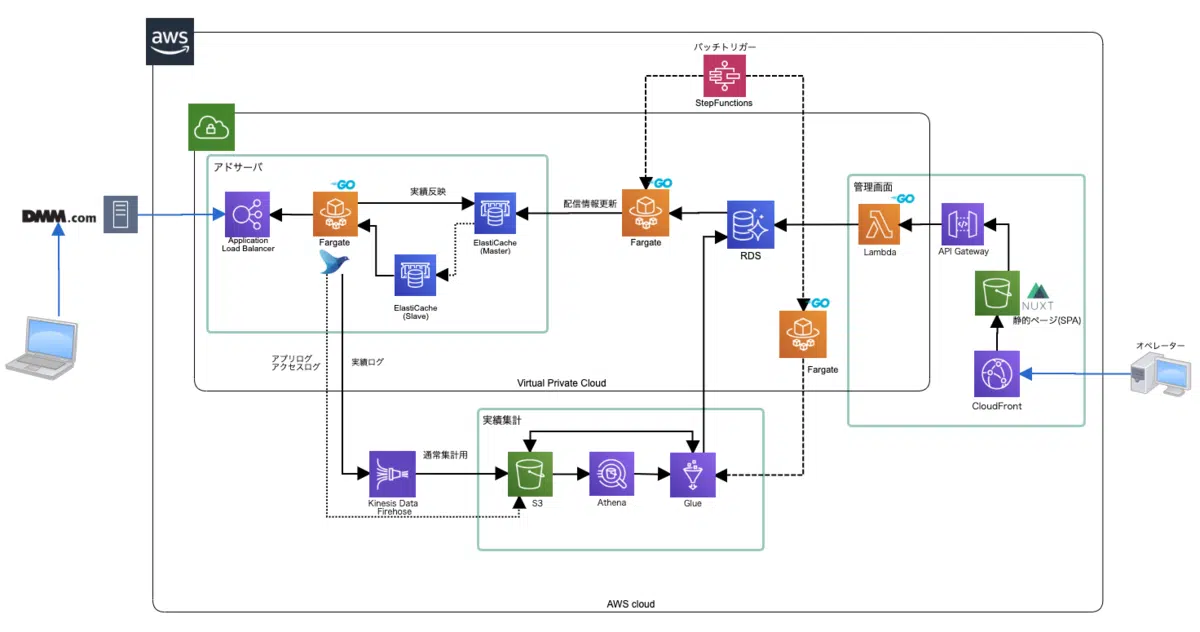 aws
バッチトリガー
StepFunctions
アドサーバ
GO
実績反映
GO
配信情報更新
管理画面
GO
DMM.com
Application
Load Balancer
Fargate
ElastiCache
(Master)
Fargate
RDS
Lambda
API Gateway
ElastiCache
(Slave)
NUXT
静的ページ(SPA)
GO
オペレーター
アプリログ
アクセスログ
実績ログ
Fargate
Virtual Private Cloud
CloudFront
実績集計
通常集計用
Kinesis Data
Firehose
S3
Athena
Glue
AWS cloud